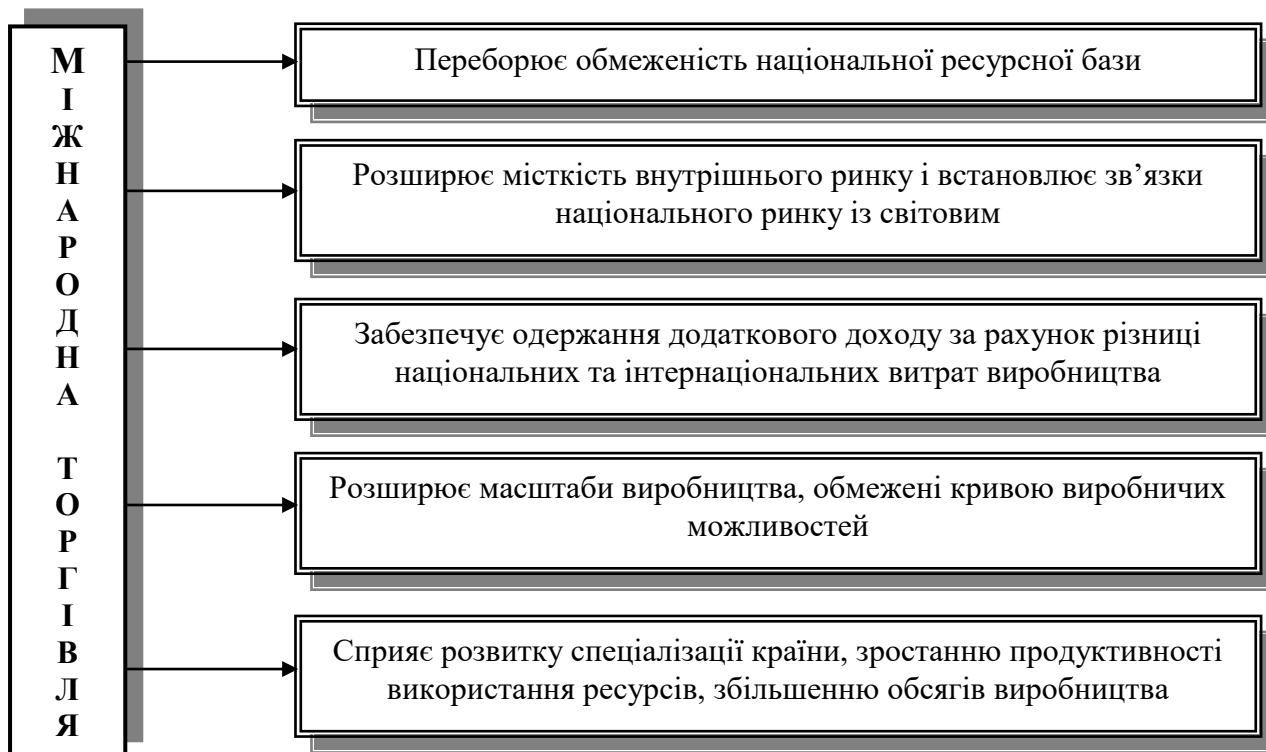 МІЖНАРОДНА ТОРГІВЛЯ
Переборює обмеженість національної ресурсної бази
Розширює місткість внутрішнього ринку і встановлює зв’язки
національного ринку із світовим
Забезпечує одержання додаткового доходу за рахунок різниці
національних та інтернаціональних витрат виробництва
Розширює масштаби виробництва, обмежені кривою виробничих
можливостей
Сприяє розвитку спеціалізації країни, зростанню продуктивності
використання ресурсів, збільшенню обсягів виробництва